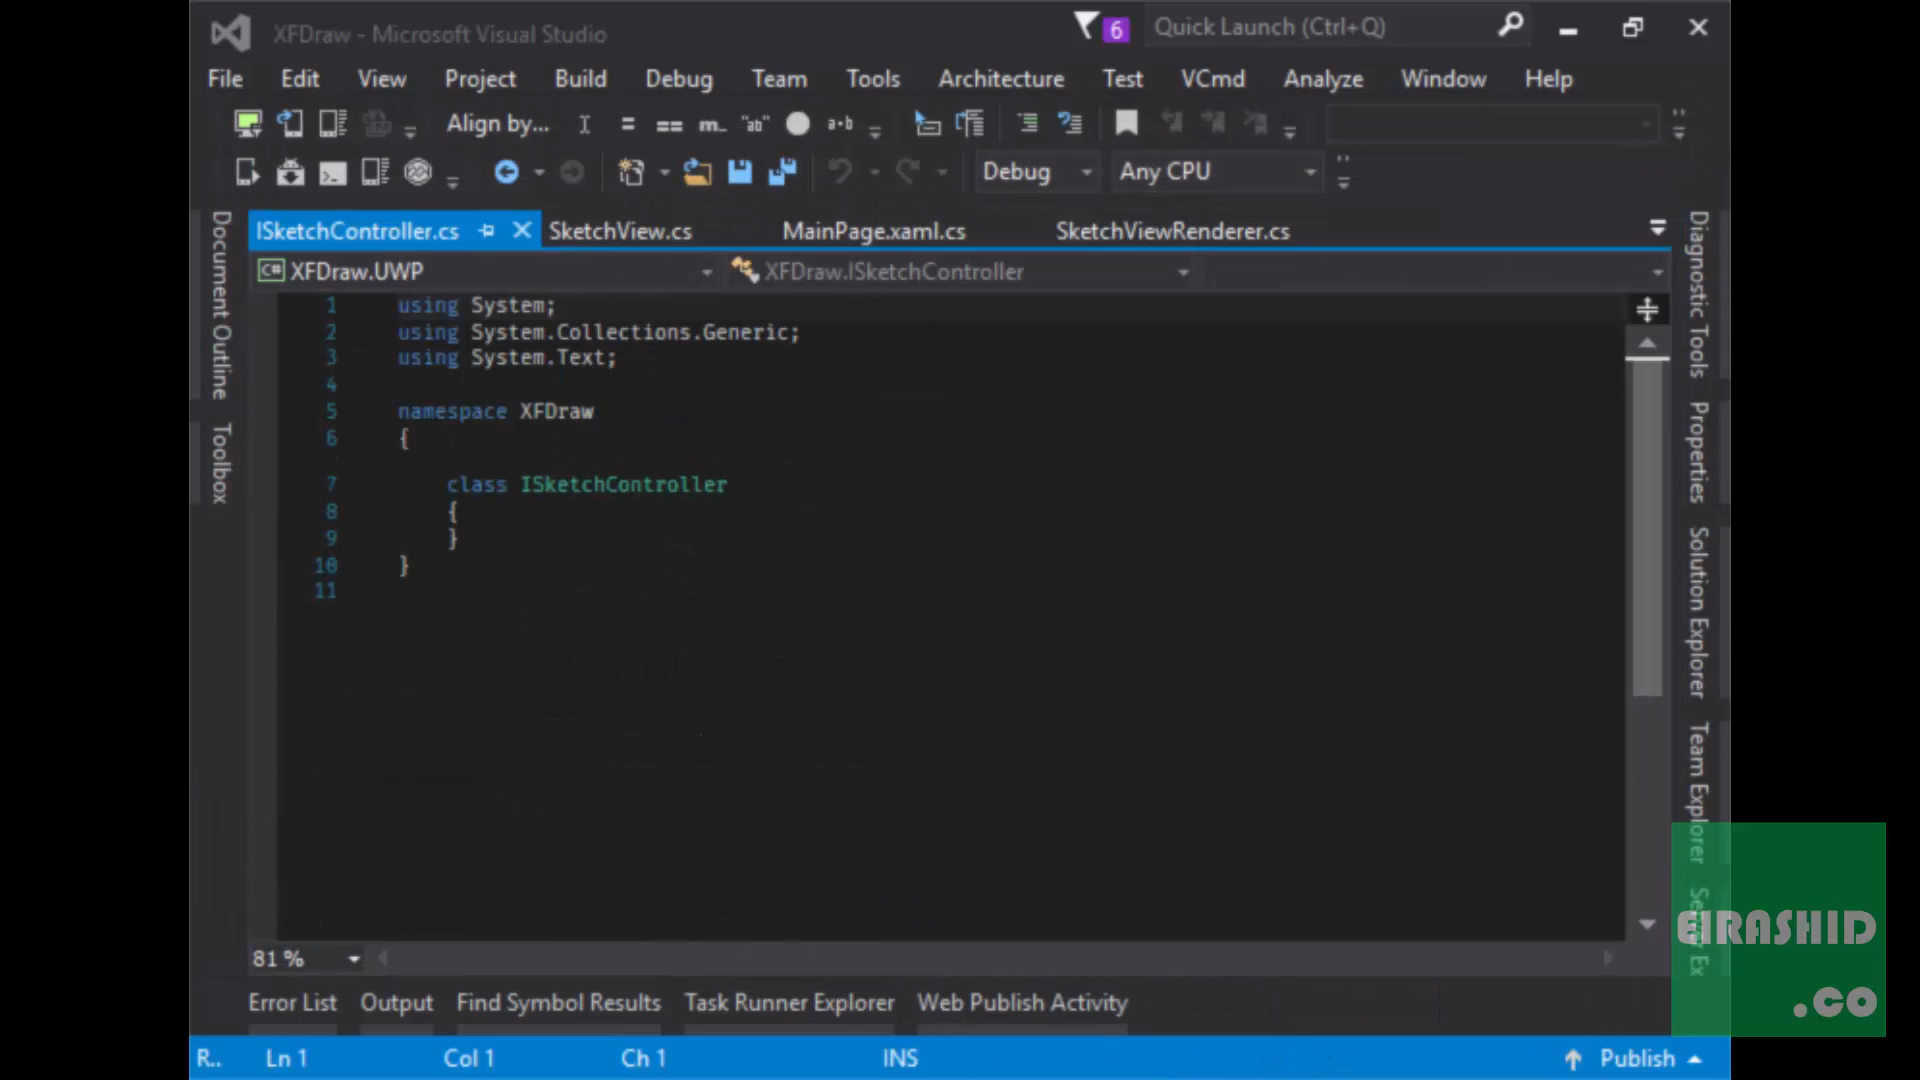 XFDraw - Microsoft Visual Studio
6
Quick Launch (Ctrl+Q)
File Edit View Project Build Debug Team Tools Architecture Test VCmd Analyze Window Help
Align by... = == m.. "ab" a•b
Debug Any CPU
Document Outline
Toolbox
ISketchController.cs SketchView.cs MainPage.xaml.cs SketchViewRenderer.cs
C# XFDraw.UWP XFDraw.ISketchController
1 using System;
2 using System.Collections.Generic;
3 using System.Text;
4
5 namespace XFDraw
6 {
7 class ISketchController
8 {
9 }
10 }
11
Diagnostic Tools
Properties
Solution Explorer
Team Explorer
Server Ex
81 %
Error List Output Find Symbol Results Task Runner Explorer Web Publish Activity
R.. Ln 1 Col 1 Ch 1 INS Publish
EIRASHID
.CO